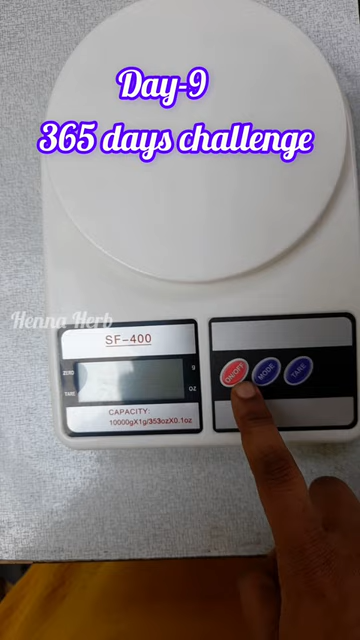 Day-9
365 days challenge
Henna Herb
SF-400
ZERO
g
TARE
OZ
CAPACITY:
10000gX1g/353ozX0.1oz
ON/OFF
MODE
TARE